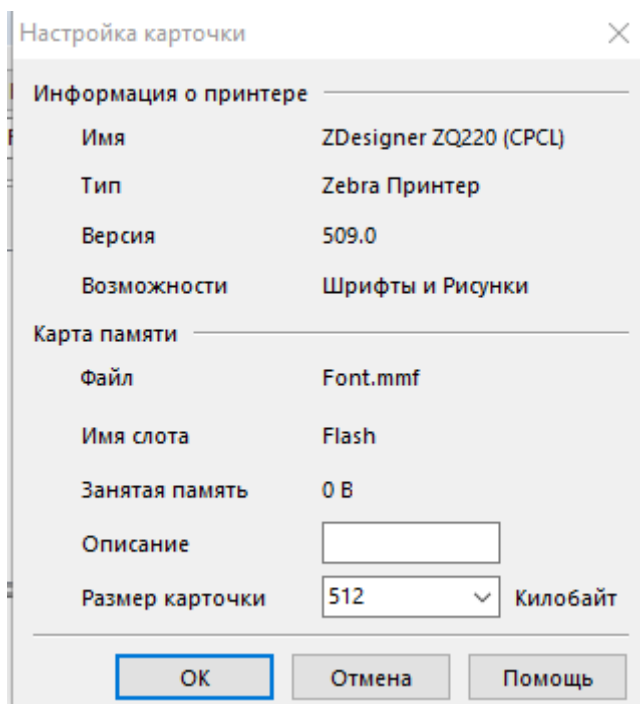 Настройка карточки
Информация о принтере
Имя ZDesigner ZQ220 (CPCL)
Тип Zebra Принтер
Версия 509.0
Возможности Шрифты и Рисунки
Карта памяти
Файл Font.mmf
Имя слота Flash
Занятая память 0 B
Описание
Размер карточки 512 Килобайт
ОК Отмена Помощь